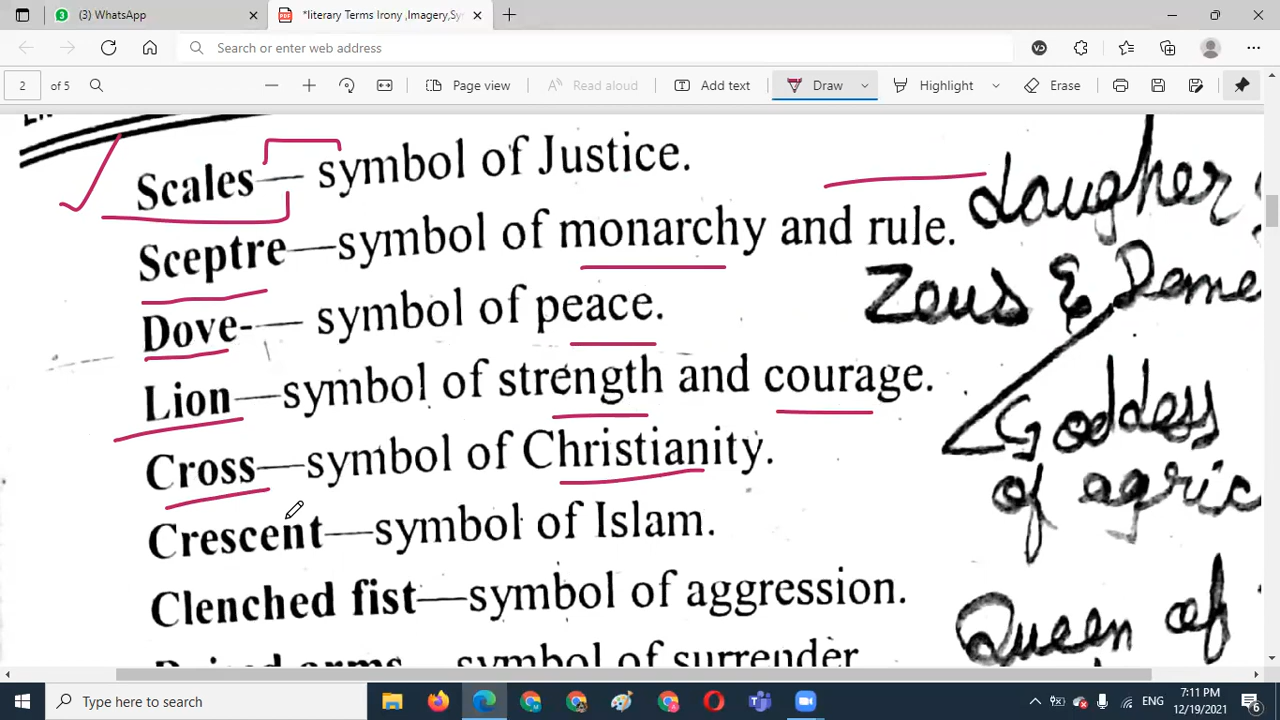 (3) WhatsApp
*literary Terms Irony ,Imagery,Sy
Search or enter web address
2 of 5
Page view
Read aloud
Add text
Draw
Highlight
Erase
Scales— symbol of Justice.
Sceptre—symbol of monarchy and rule.
Dove-— symbol of peace.
Lion—symbol of strength and courage.
Cross—symbol of Christianity.
Crescent—symbol of Islam.
Clenched fist—symbol of aggression.
Raised arms—symbol of surrender
daugher
Zeus & Deme
Goddess
of agric
Queen of
Type here to search
ENG
7:11 PM
12/19/2021
6